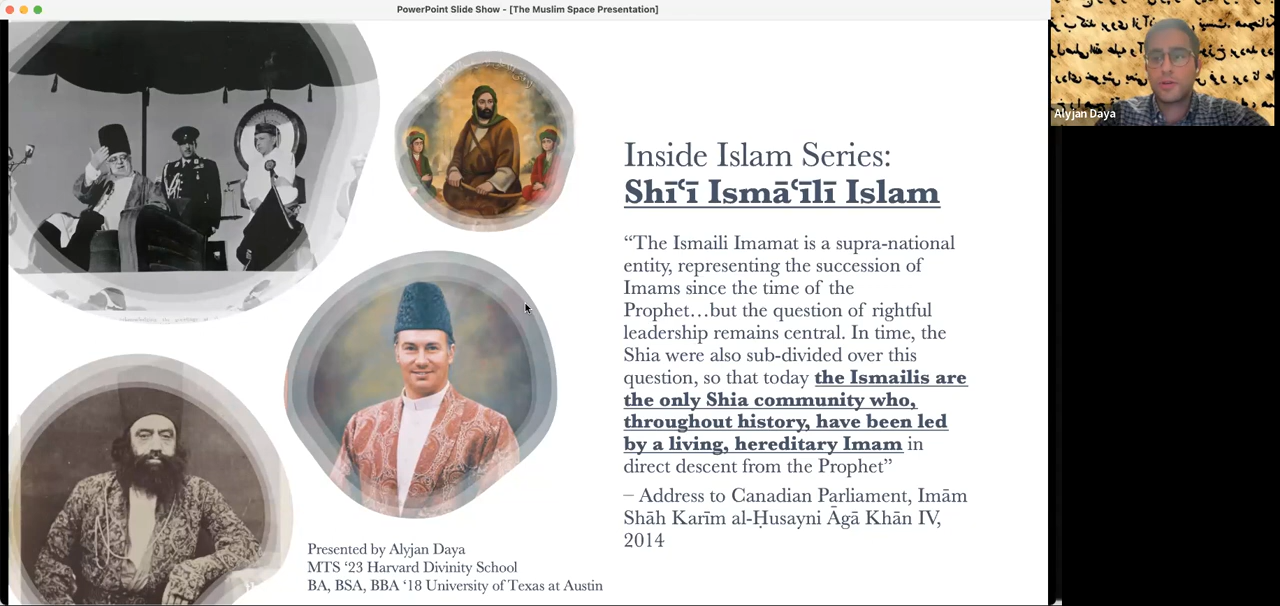 PowerPoint Slide Show - [The Muslim Space Presentation]
Alyjan Daya
Inside Islam Series:
Shīʿī Ismāʿīlī Islam
“The Ismaili Imamat is a supra-national
entity, representing the succession of
Imams since the time of the
Prophet…but the question of rightful
leadership remains central. In time, the
Shia were also sub-divided over this
question, so that today the Ismailis are
the only Shia community who,
throughout history, have been led
by a living, hereditary Imam in
direct descent from the Prophet”
– Address to Canadian Parliament, Imām
Shāh Karīm al-Ḥusayni Āgā Khān IV,
2014
Presented by Alyjan Daya
MTS ‘23 Harvard Divinity School
BA, BSA, BBA ‘18 University of Texas at Austin